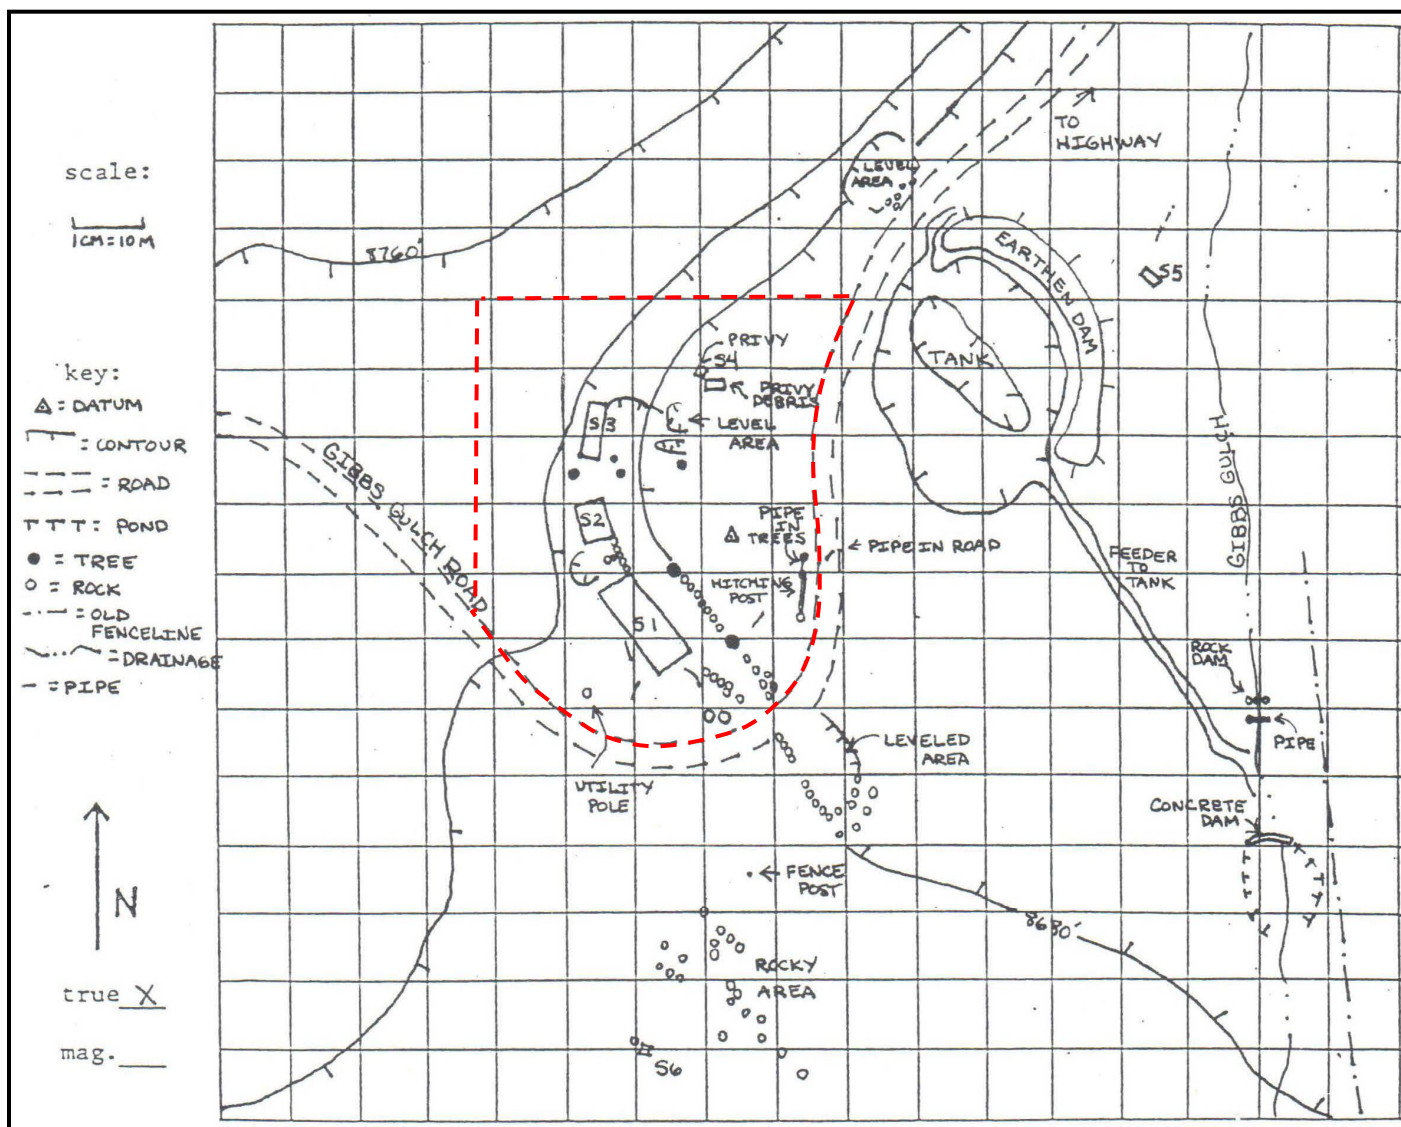 scale:
1CM=10M
key:
= DATUM
= CONTOUR
= ROAD
= POND
= TREE
= ROCK
= OLD
FENCELINE
= DRAINAGE
= PIPE
N
true X
mag.
8760'
TO
HIGHWAY
LEVEL
AREA
EARTHEN DAM
S5
TANK
PRIVY
S4
PRIVY
DEBRIS
LEVEL
AREA
S3
GIBBS GULCH ROAD
S2
PIPE
IN
TREES
PIPE IN ROAD
HITCHING
POST
S1
GIBBS GULCH
FEEDER
TO
TANK
ROCK
DAM
PIPE
LEVELED
AREA
UTILITY
POLE
CONCRETE
DAM
FENCE
POST
8680'
ROCKY
AREA
S6